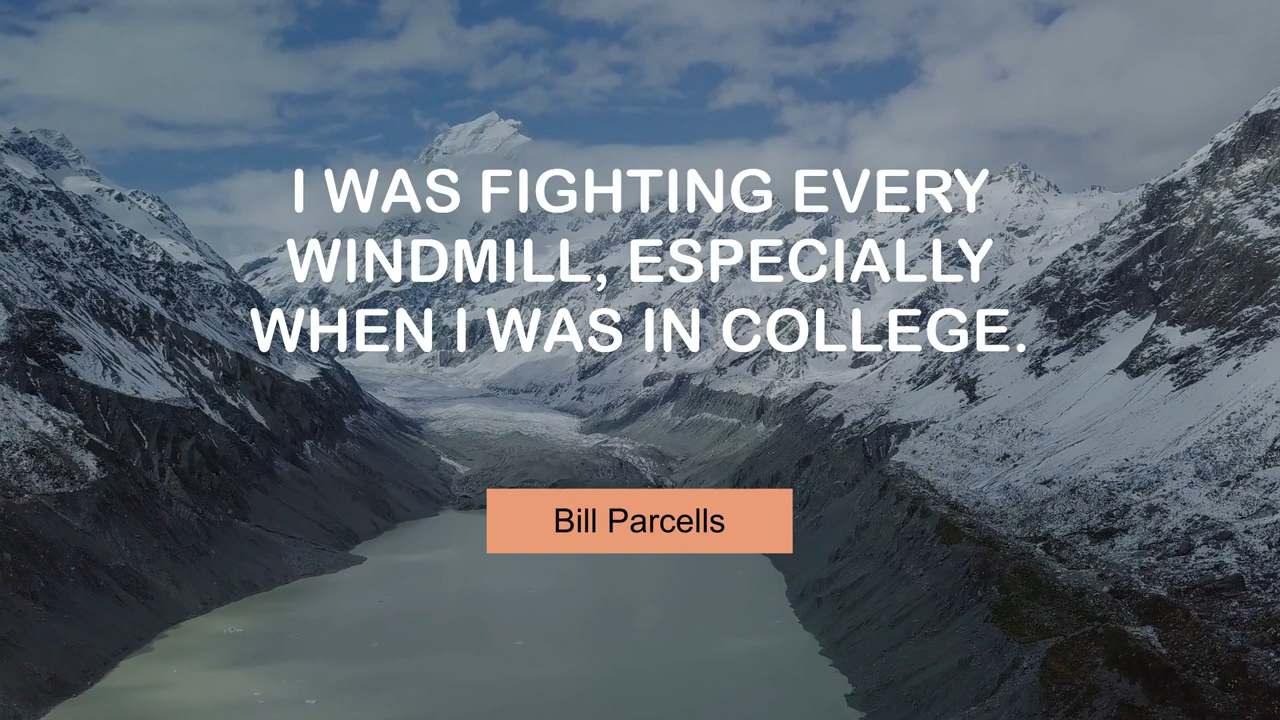 I WAS FIGHTING EVERY
WINDMILL, ESPECIALLY
WHEN I WAS IN COLLEGE.
Bill Parcells